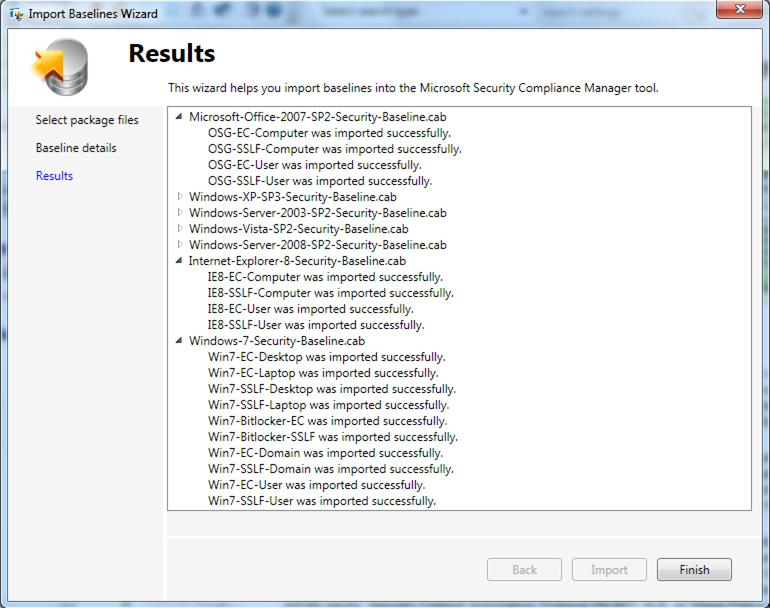 Import Baselines Wizard
Results
This wizard helps you import baselines into the Microsoft Security Compliance Manager tool.
Select package files
Baseline details
Results
Microsoft-Office-2007-SP2-Security-Baseline.cab
OSG-EC-Computer was imported successfully.
OSG-SSLF-Computer was imported successfully.
OSG-EC-User was imported successfully.
OSG-SSLF-User was imported successfully.
Windows-XP-SP3-Security-Baseline.cab
Windows-Server-2003-SP2-Security-Baseline.cab
Windows-Vista-SP2-Security-Baseline.cab
Windows-Server-2008-SP2-Security-Baseline.cab
Internet-Explorer-8-Security-Baseline.cab
IE8-EC-Computer was imported successfully.
IE8-SSLF-Computer was imported successfully.
IE8-EC-User was imported successfully.
IE8-SSLF-User was imported successfully.
Windows-7-Security-Baseline.cab
Win7-EC-Desktop was imported successfully.
Win7-EC-Laptop was imported successfully.
Win7-SSLF-Desktop was imported successfully.
Win7-SSLF-Laptop was imported successfully.
Win7-Bitlocker-EC was imported successfully.
Win7-Bitlocker-SSLF was imported successfully.
Win7-EC-Domain was imported successfully.
Win7-SSLF-Domain was imported successfully.
Win7-EC-User was imported successfully.
Win7-SSLF-User was imported successfully.
Back
Import
Finish